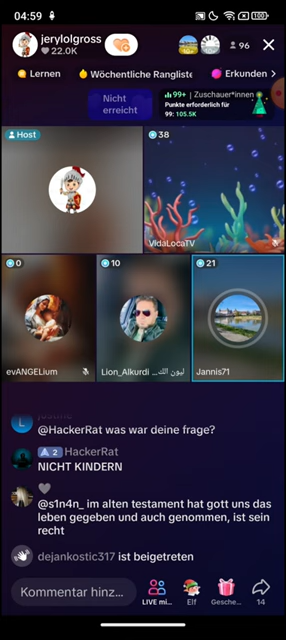 04:59
100
jerylolgross
22.0K
96
Lernen
Wöchentliche Rangliste
Erkunden
Nicht
erreicht
99+ | Zuschauer*innen
Punkte erforderlich für
99: 105.5K
Host
38
VidaLocaTV
0
10
21
evANGELium
Lion_Alkurdi ليون الك...
Jannis71
L
@HackerRat was war deine frage?
A 2 HackerRat
NICHT KINDERN
@s1n4n_ im alten testament hat gott uns das
leben gegeben und auch genommen, ist sein
recht
dejankostic317 ist beigetreten
Kommentar hinz...
LIVE mi...
Elf
Gesche...
14